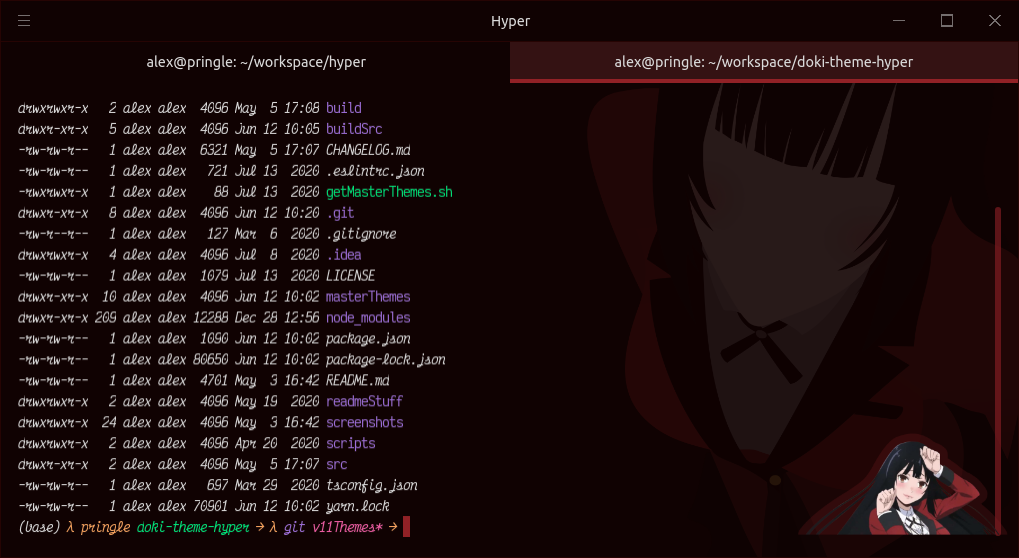 Hyper
alex@pringle: ~/workspace/hyper
alex@pringle: ~/workspace/doki-theme-hyper
drwxrwxr-x 2 alex alex 4096 May 5 17:08 build
drwxr-xr-x 5 alex alex 4096 Jun 12 10:05 buildSrc
-rw-rw-r-- 1 alex alex 6321 May 5 17:07 CHANGELOG.md
-rw-rw-r-- 1 alex alex 721 Jul 13 2020 .eslintrc.json
-rwxrwxr-x 1 alex alex 88 Jul 13 2020 getMasterThemes.sh
drwxrwxr-x 8 alex alex 4096 Jun 12 10:20 .git
-rw-r--r-- 1 alex alex 127 Mar 6 2020 .gitignore
drwxrwxr-x 4 alex alex 4096 Jul 8 2020 .idea
-rw-rw-r-- 1 alex alex 1079 Jul 13 2020 LICENSE
drwxrwxr-x 10 alex alex 4096 Jun 12 10:02 masterThemes
drwxr-xr-x 209 alex alex 12288 Dec 28 12:56 node_modules
-rw-rw-r-- 1 alex alex 1090 Jun 12 10:02 package.json
-rw-rw-r-- 1 alex alex 80650 Jun 12 10:02 package-lock.json
-rw-rw-r-- 1 alex alex 4701 May 3 16:42 README.md
drwxrwxr-x 2 alex alex 4096 May 19 2020 readmeStuff
drwxrwxr-x 24 alex alex 4096 May 3 16:42 screenshots
drwxrwxr-x 2 alex alex 4096 Apr 20 2020 scripts
drwxr-xr-x 2 alex alex 4096 May 5 17:07 src
-rw-rw-r-- 1 alex alex 697 Mar 29 2020 tsconfig.json
-rw-rw-r-- 1 alex alex 70901 Jun 12 10:02 yarn.lock
(base) λ pringle doki-theme-hyper → λ git v11Themes* →